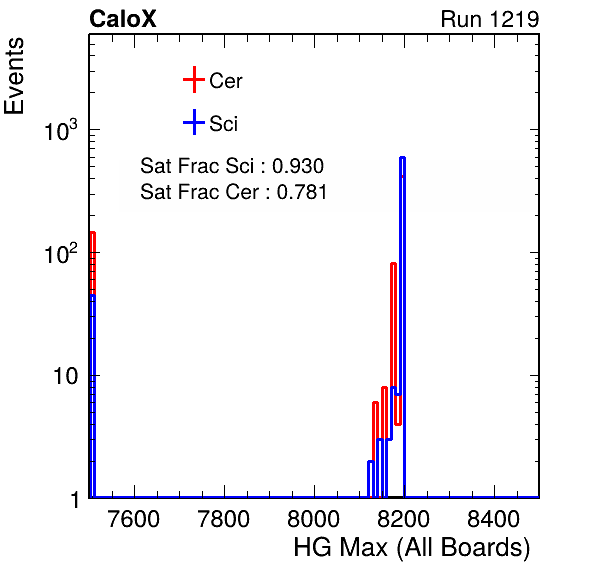 CaloX
Run 1219
Events
Cer
Sci
Sat Frac Sci : 0.930
Sat Frac Cer : 0.781
10³
10²
10
1
7600 7800 8000 8200 8400
HG Max (All Boards)